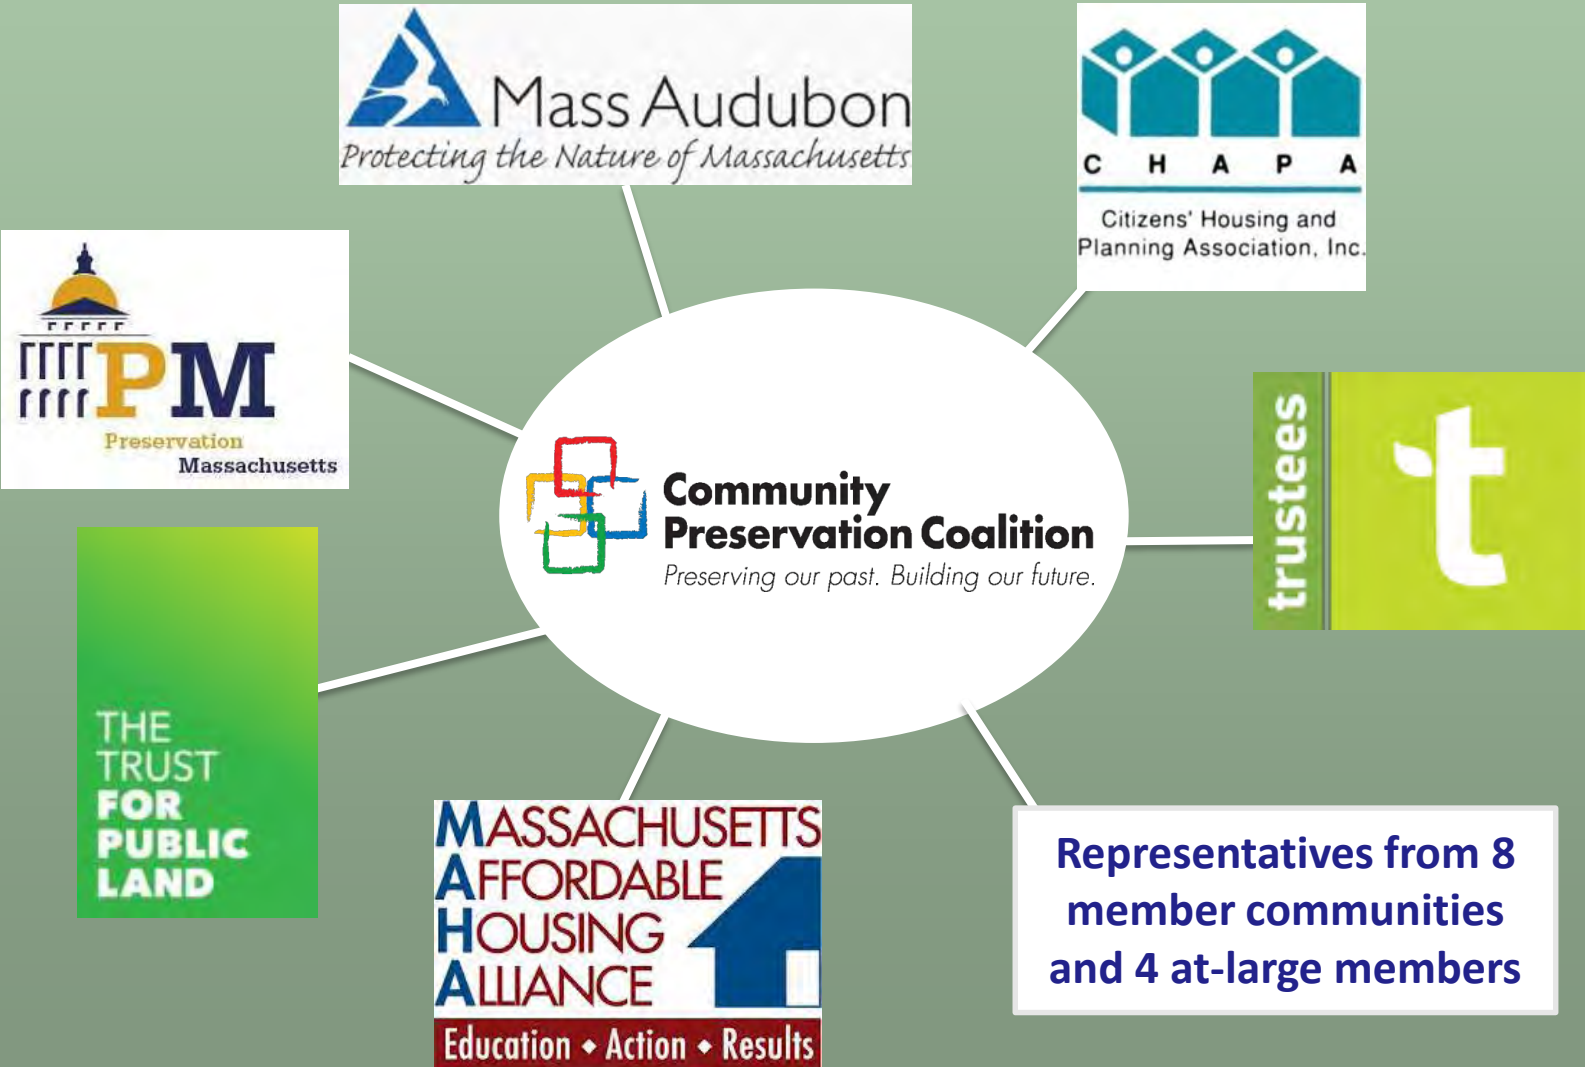 Mass Audubon
Protecting the Nature of Massachusetts
C H A P A
Citizens' Housing and
Planning Association, Inc.
PM
Preservation
Massachusetts
Community
Preservation Coalition
Preserving our past. Building our future.
trustees
t
THE
TRUST
FOR
PUBLIC
LAND
MASSACHUSETTS
AFFORDABLE
HOUSING
ALLIANCE
Education ◆ Action ◆ Results
Representatives from 8
member communities
and 4 at-large members